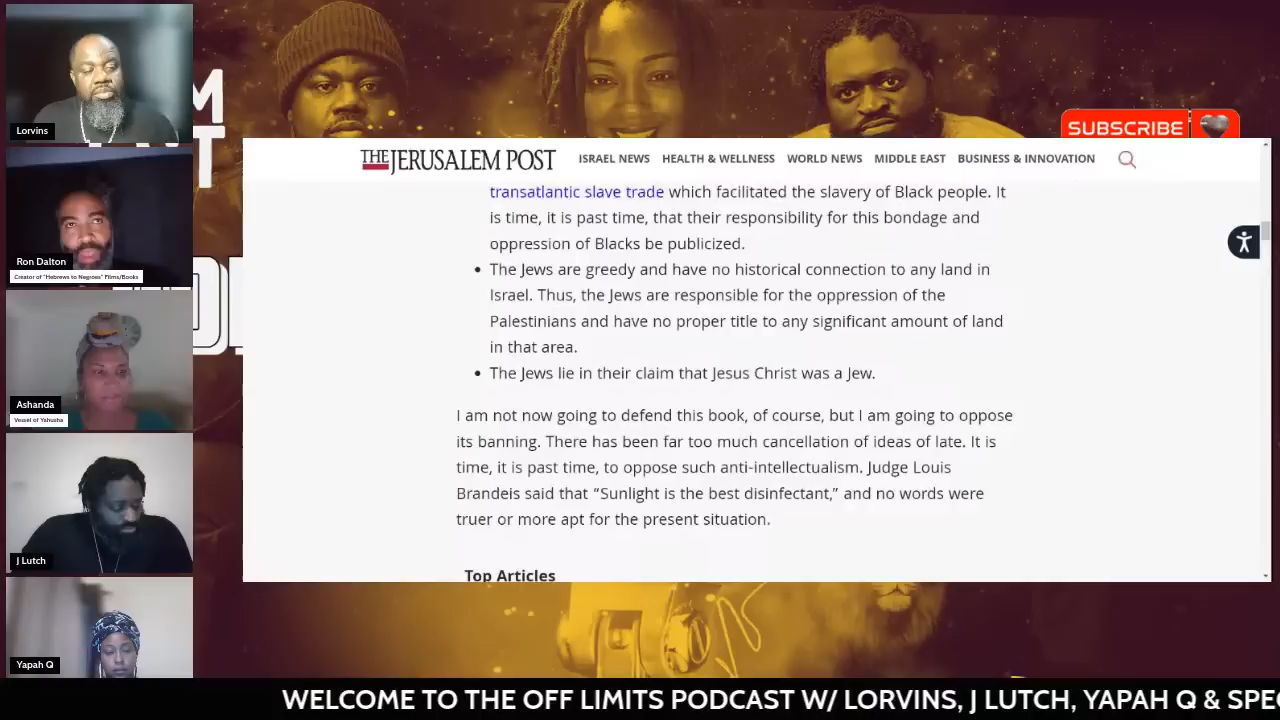 Lorvins
Ron Dalton
Creator of "Hebrews to Negroes" Films/Books
Ashanda
Vessel of Yahusha
J Lutch
Yapah Q
SUBSCRIBE
THE JERUSALEM POST
ISRAEL NEWS HEALTH & WELLNESS WORLD NEWS MIDDLE EAST BUSINESS & INNOVATION
transatlantic slave trade which facilitated the slavery of Black people. It
is time, it is past time, that their responsibility for this bondage and
oppression of Blacks be publicized.
• The Jews are greedy and have no historical connection to any land in
Israel. Thus, the Jews are responsible for the oppression of the
Palestinians and have no proper title to any significant amount of land
in that area.
• The Jews lie in their claim that Jesus Christ was a Jew.
I am not now going to defend this book, of course, but I am going to oppose
its banning. There has been far too much cancellation of ideas of late. It is
time, it is past time, to oppose such anti-intellectualism. Judge Louis
Brandeis said that “Sunlight is the best disinfectant,” and no words were
truer or more apt for the present situation.
Top Articles
WELCOME TO THE OFF LIMITS PODCAST W/ LORVINS, J LUTCH, YAPAH Q & SPE